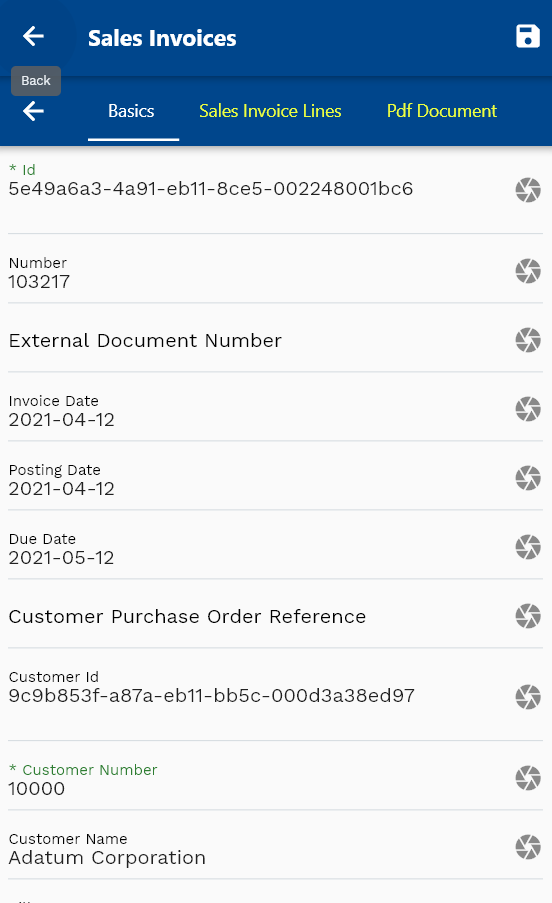 Sales Invoices
Back
Basics
Sales Invoice Lines
Pdf Document
* Id
5e49a6a3-4a91-eb11-8ce5-002248001bc6
Number
103217
External Document Number
Invoice Date
2021-04-12
Posting Date
2021-04-12
Due Date
2021-05-12
Customer Purchase Order Reference
Customer Id
9c9b853f-a87a-eb11-bb5c-000d3a38ed97
* Customer Number
10000
Customer Name
Adatum Corporation